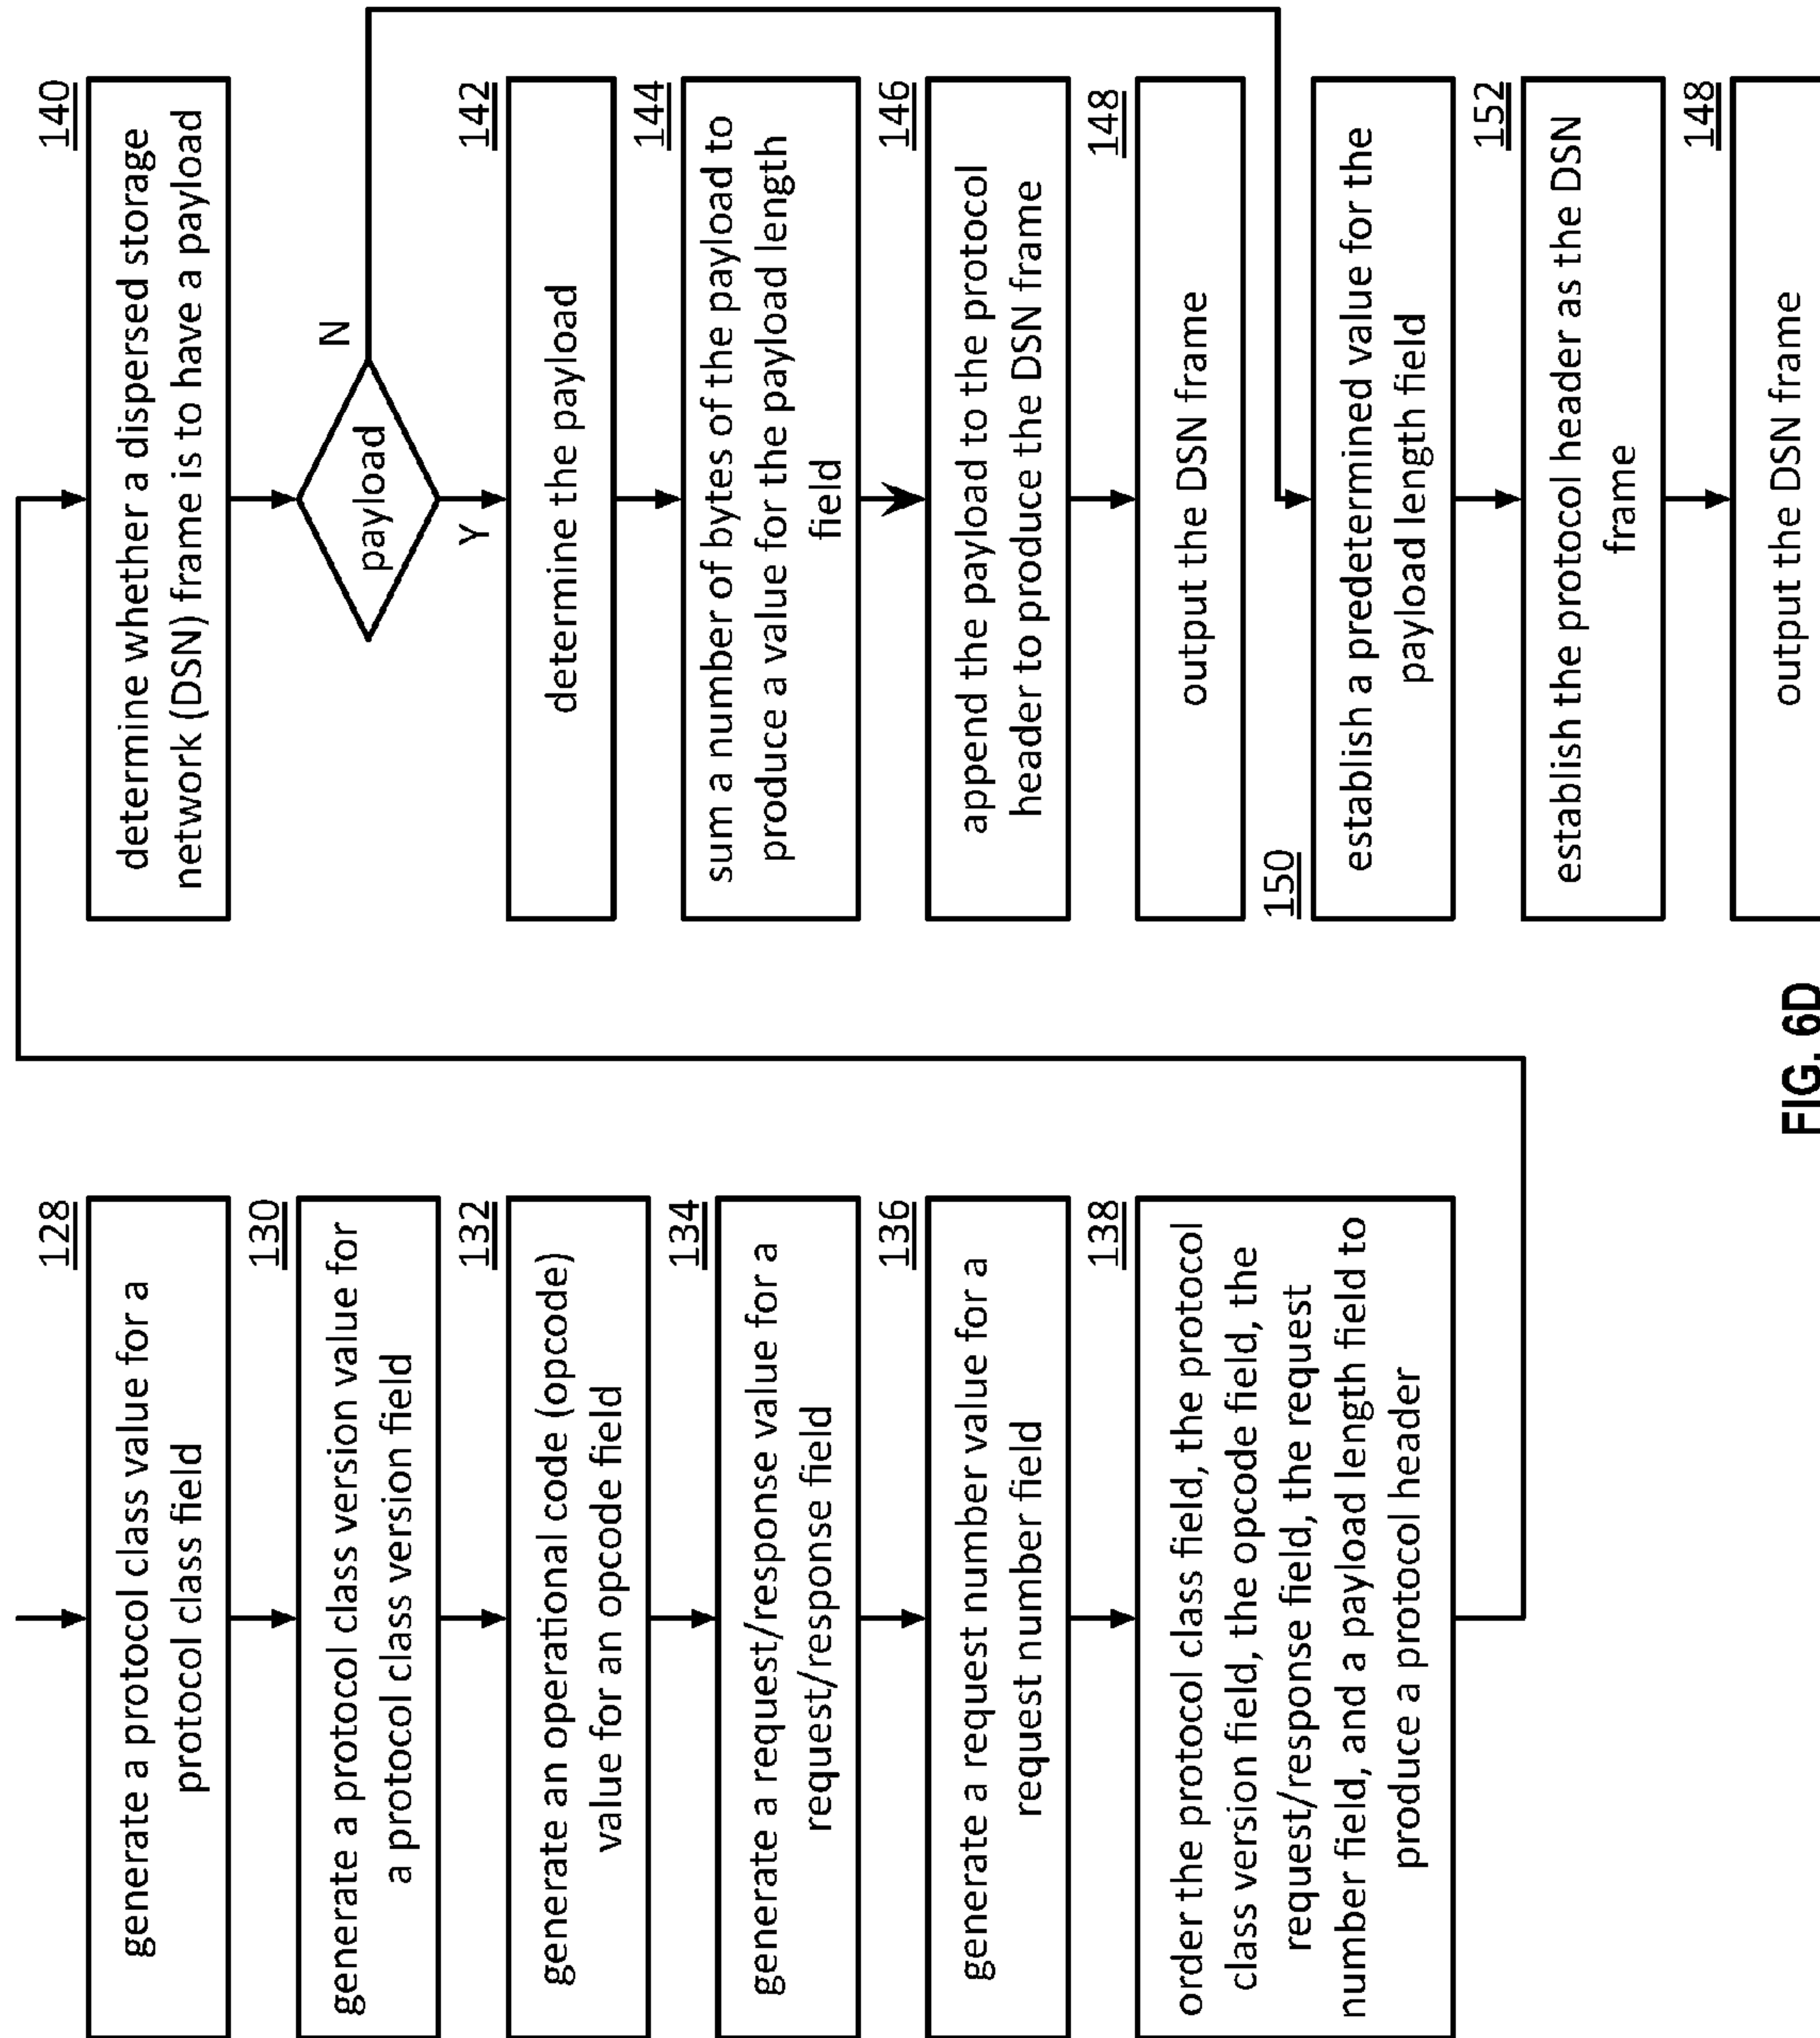 128
generate a protocol class value for a
protocol class field
130
generate a protocol class version value for
a protocol class version field
132
generate an operational code (opcode)
value for an opcode field
134
generate a request/response value for a
request/response field
136
generate a request number value for a
request number field
138
order the protocol class field, the protocol
class version field, the opcode field, the
request/response field, the request
number field, and a payload length field to
produce a protocol header
140
determine whether a dispersed storage
network (DSN) frame is to have a payload
payload
N
Y
142
determine the payload
144
sum a number of bytes of the payload to
produce a value for the payload length
field
146
append the payload to the protocol
header to produce the DSN frame
148
output the DSN frame
150
establish a predetermined value for the
payload length field
152
establish the protocol header as the DSN
frame
148
output the DSN frame
FIG. 6D